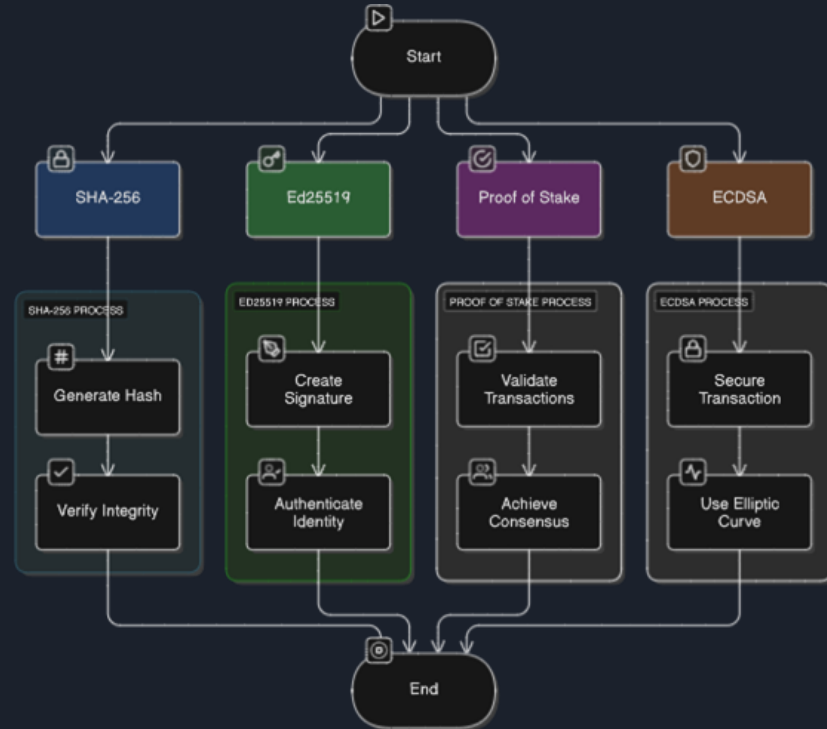 Start
SHA-256
Ed25519
Proof of Stake
ECDSA
SHA-256 PROCESS
ED25519 PROCESS
PROOF OF STAKE PROCESS
ECDSA PROCESS
#
Generate Hash
Create
Signature
Validate
Transactions
Secure
Transaction
Verify Integrity
Authenticate
Identity
Achieve
Consensus
Use Elliptic
Curve
End